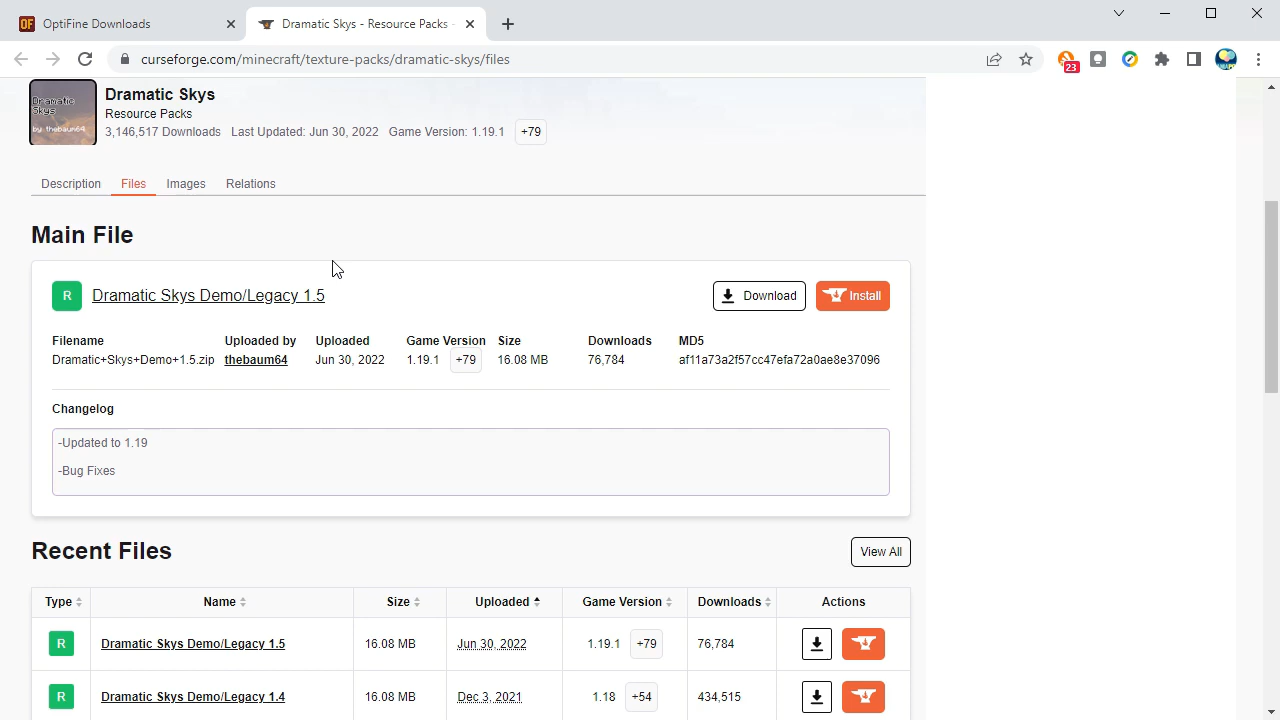 OptiFine Downloads
Dramatic Skys - Resource Packs -
curseforge.com/minecraft/texture-packs/dramatic-skys/files
23
Dramatic Skys by thebaum64
Dramatic Skys
Resource Packs
3,146,517 Downloads Last Updated: Jun 30, 2022 Game Version: 1.19.1 +79
Description Files Images Relations
Main File
R Dramatic Skys Demo/Legacy 1.5 Download Install
Filename Uploaded by Uploaded Game Version Size Downloads MD5
Dramatic+Skys+Demo+1.5.zip thebaum64 Jun 30, 2022 1.19.1 +79 16.08 MB 76,784 af11a73a2f57cc47efa72a0ae8e37096
Changelog
-Updated to 1.19
-Bug Fixes
Recent Files View All
Type Name Size Uploaded Game Version Downloads Actions
R Dramatic Skys Demo/Legacy 1.5 16.08 MB Jun 30, 2022 1.19.1 +79 76,784
R Dramatic Skys Demo/Legacy 1.4 16.08 MB Dec 3, 2021 1.18 +54 434,515